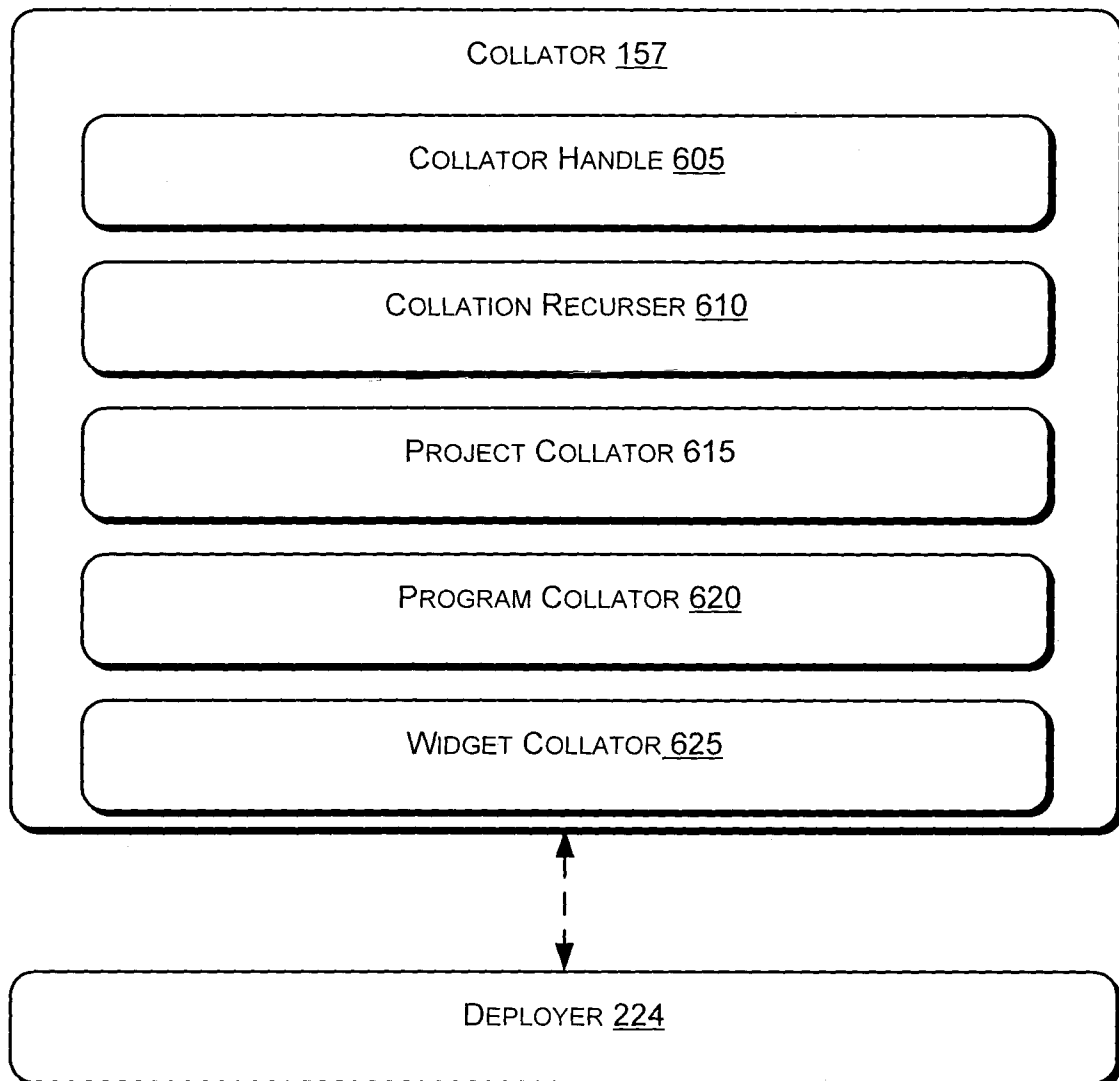 COLLATOR 157
COLLATOR HANDLE 605
COLLATION RECURSER 610
PROJECT COLLATOR 615
PROGRAM COLLATOR 620
WIDGET COLLATOR 625
DEPLOYER 224